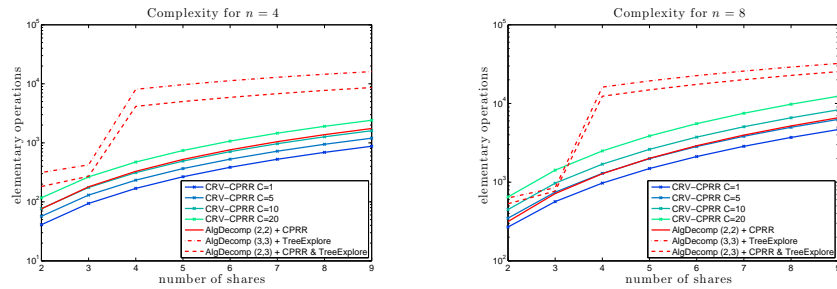 Complexity for n = 4
elementary operations
10^5
10^4
10^3
10^2
10^1
2 3 4 5 6 7 8 9
number of shares
CRV−CPRR C=1
CRV−CPRR C=5
CRV−CPRR C=10
CRV−CPRR C=20
AlgDecomp (2,2) + CPRR
AlgDecomp (3,3) + TreeExplore
AlgDecomp (2,3) + CPRR & TreeExplore
Complexity for n = 8
elementary operations
10^5
10^4
10^3
10^2
2 3 4 5 6 7 8 9
number of shares
CRV−CPRR C=1
CRV−CPRR C=5
CRV−CPRR C=10
CRV−CPRR C=20
AlgDecomp (2,2) + CPRR
AlgDecomp (3,3) + TreeExplore
AlgDecomp (2,3) + CPRR & TreeExplore